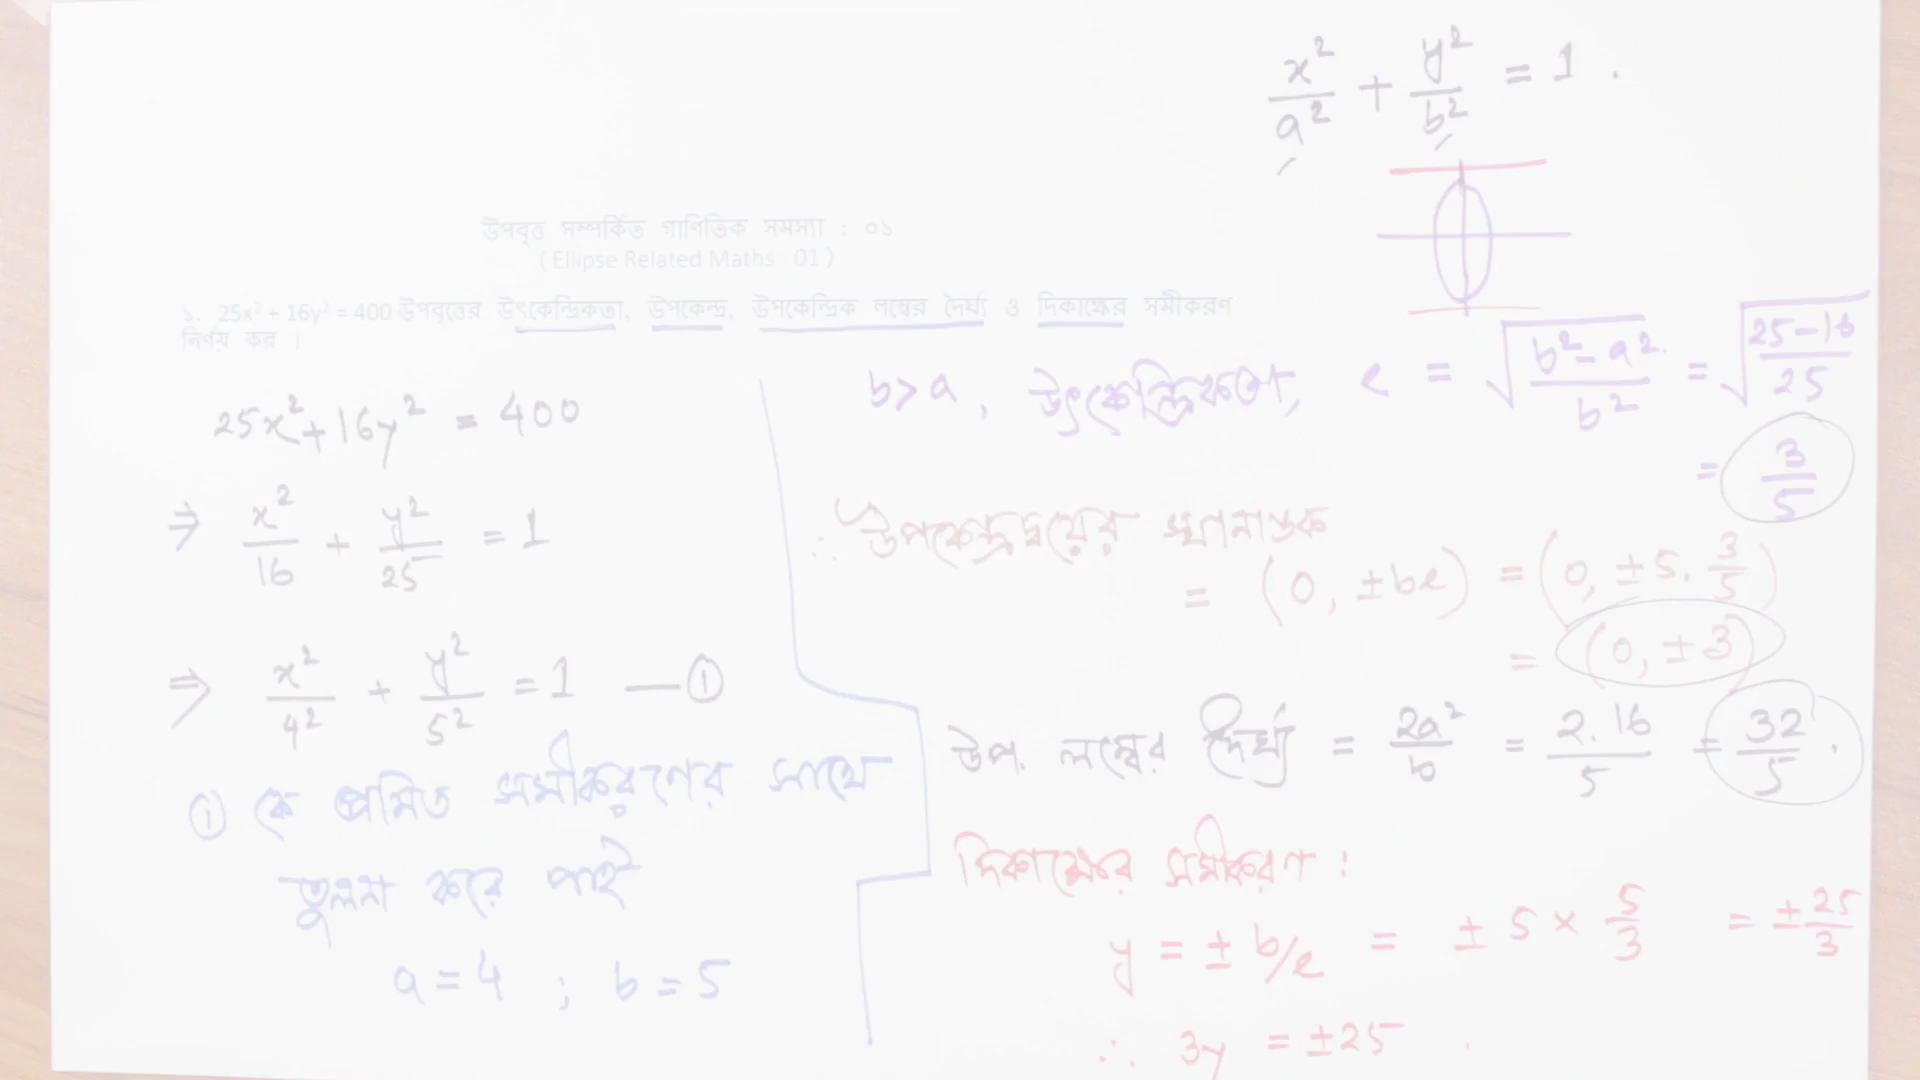 x²/a² + y²/b² = 1 .
উপবৃত্ত সম্পর্কিত গাণিতিক সমস্যা : ০১
( Ellipse Related Maths : 01 )
১. 25x² + 16y² = 400 উপবৃত্তের উৎকেন্দ্রিকতা, উপকেন্দ্র, উপকেন্দ্রিক লম্বের দৈর্ঘ্য ও দিকাক্ষের সমীকরণ
নির্ণয় কর ।
25x² + 16y² = 400
⇒ x²/16 + y²/25 = 1
⇒ x²/4² + y²/5² = 1 — ①
① কে প্রমিত সমীকরণের সাথে
তুলনা করে পাই
a = 4 ; b = 5
b > a , উৎকেন্দ্রিকতা, e = √((b² - a²)/b²) = √((25 - 16)/25)
= 3/5
∴ উপকেন্দ্রদ্বয়ের স্থানাঙ্ক
= (0, ± be) = (0, ± 5. 3/5)
= (0, ± 3)
উপ. লম্বের দৈর্ঘ্য = 2a²/b = 2.16/5 = 32/5 .
দিকাক্ষের সমীকরণ :
y = ± b/e = ± 5 × 5/3 = ± 25/3
∴ 3y = ± 25 .